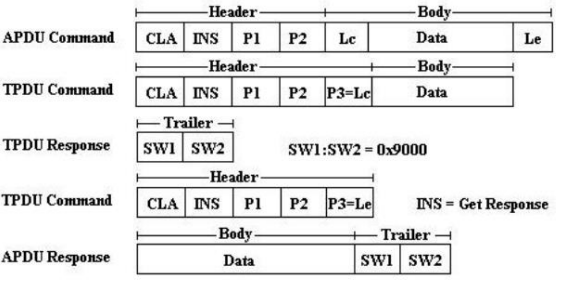 Header Body
APDU Command CLA INS P1 P2 Lc Data Le
Header Body
TPDU Command CLA INS P1 P2 P3=Lc Data
Trailer
TPDU Response SW1 SW2 SW1:SW2 = 0x9000
Header
TPDU Command CLA INS P1 P2 P3=Le INS = Get Response
Body Trailer
APDU Response Data SW1 SW2